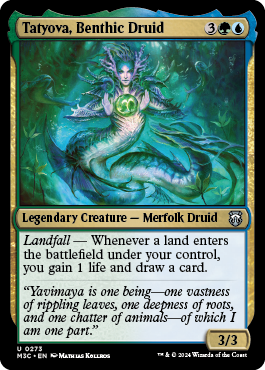 Tatyova, Benthic Druid 3
Legendary Creature — Merfolk Druid
Landfall — Whenever a land enters
the battlefield under your control,
you gain 1 life and draw a card.
“Yavimaya is one being—one vastness
of rippling leaves, one deepness of roots,
and one chatter of animals—of which I
am one part.”
3/3
U 0273
M3C • EN Mathias Kollros
™ & © 2024 Wizards of the Coast